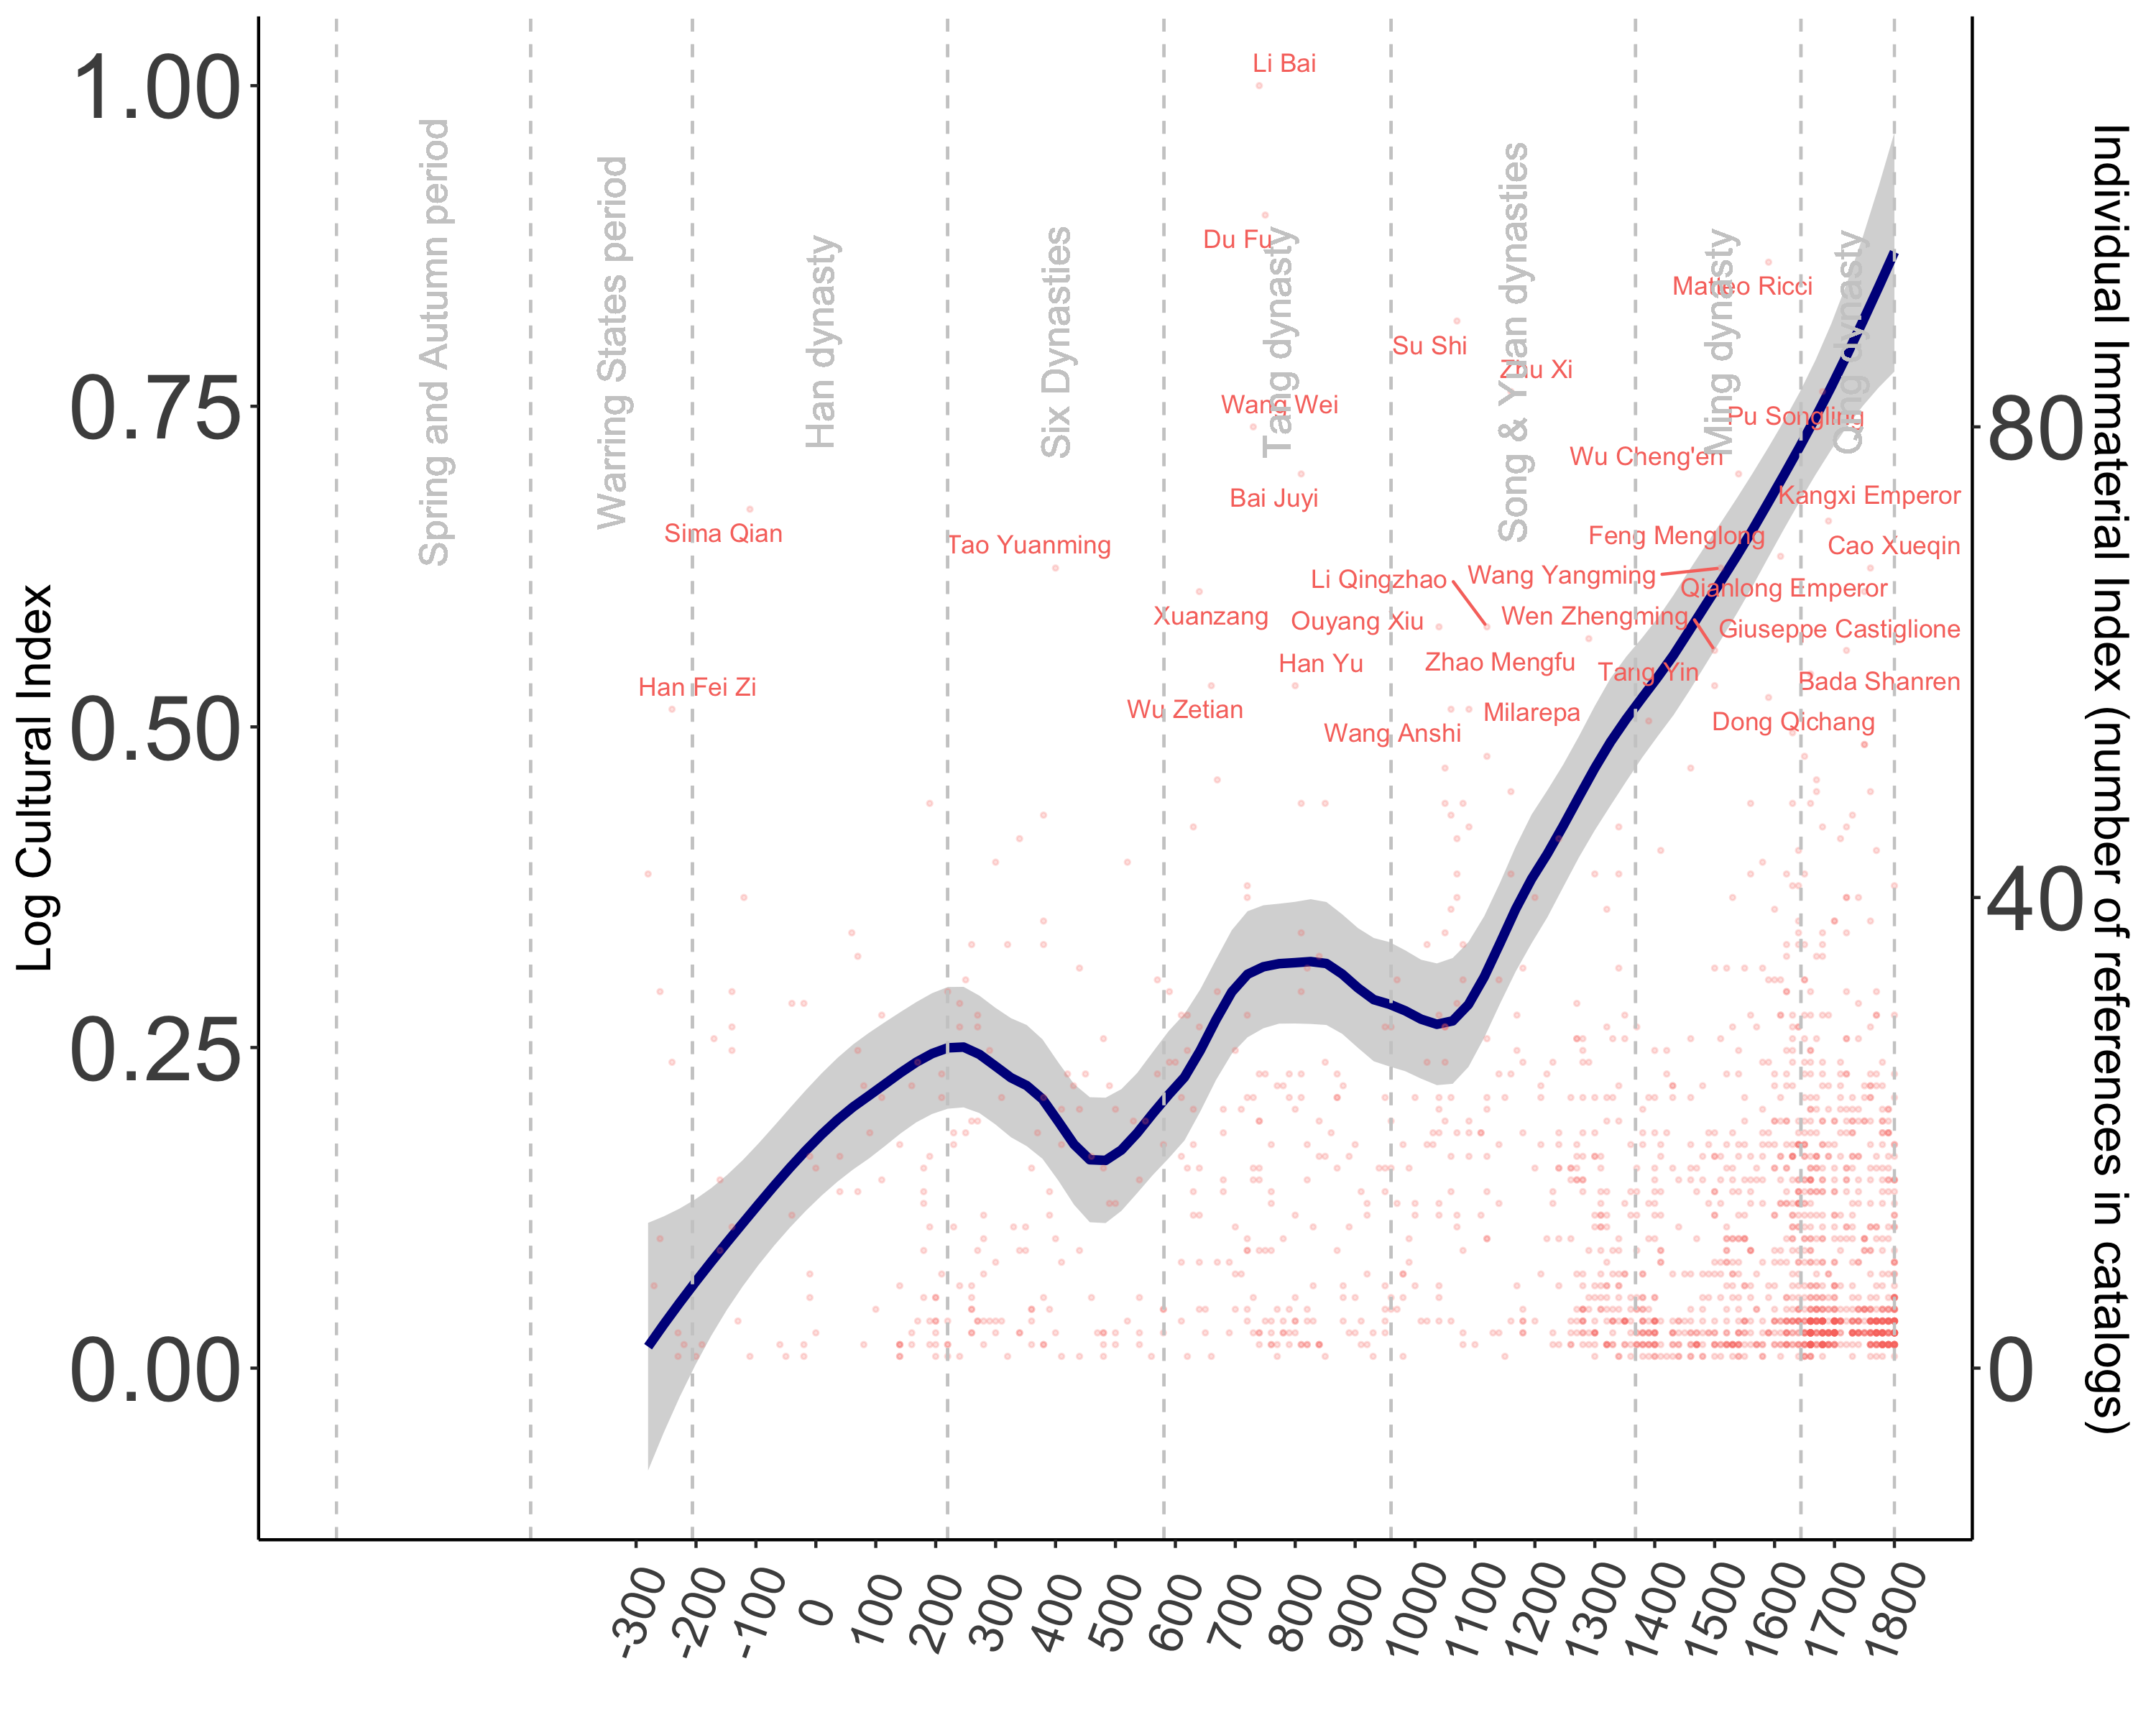 1.00
0.75
0.50
0.25
0.00
Log Cultural Index
80
40
0
Individual Immaterial Index (number of references in catalogs)
Spring and Autumn period
Warring States period
Han dynasty
Six Dynasties
Tang dynasty
Song & Yuan dynasties
Ming dynasty
Qing dynasty
Li Bai
Du Fu
Matteo Ricci
Su Shi
Zhu Xi
Wang Wei
Pu Songling
Wu Cheng'en
Bai Juyi
Kangxi Emperor
Sima Qian
Feng Menglong
Tao Yuanming
Cao Xueqin
Li Qingzhao
Wang Yangming
Qianlong Emperor
Xuanzang
Ouyang Xiu
Wen Zhengming
Giuseppe Castiglione
Han Yu
Zhao Mengfu
Tang Yin
Han Fei Zi
Bada Shanren
Wu Zetian
Milarepa
Dong Qichang
Wang Anshi
-300
-200
-100
0
100
200
300
400
500
600
700
800
900
1000
1100
1200
1300
1400
1500
1600
1700
1800